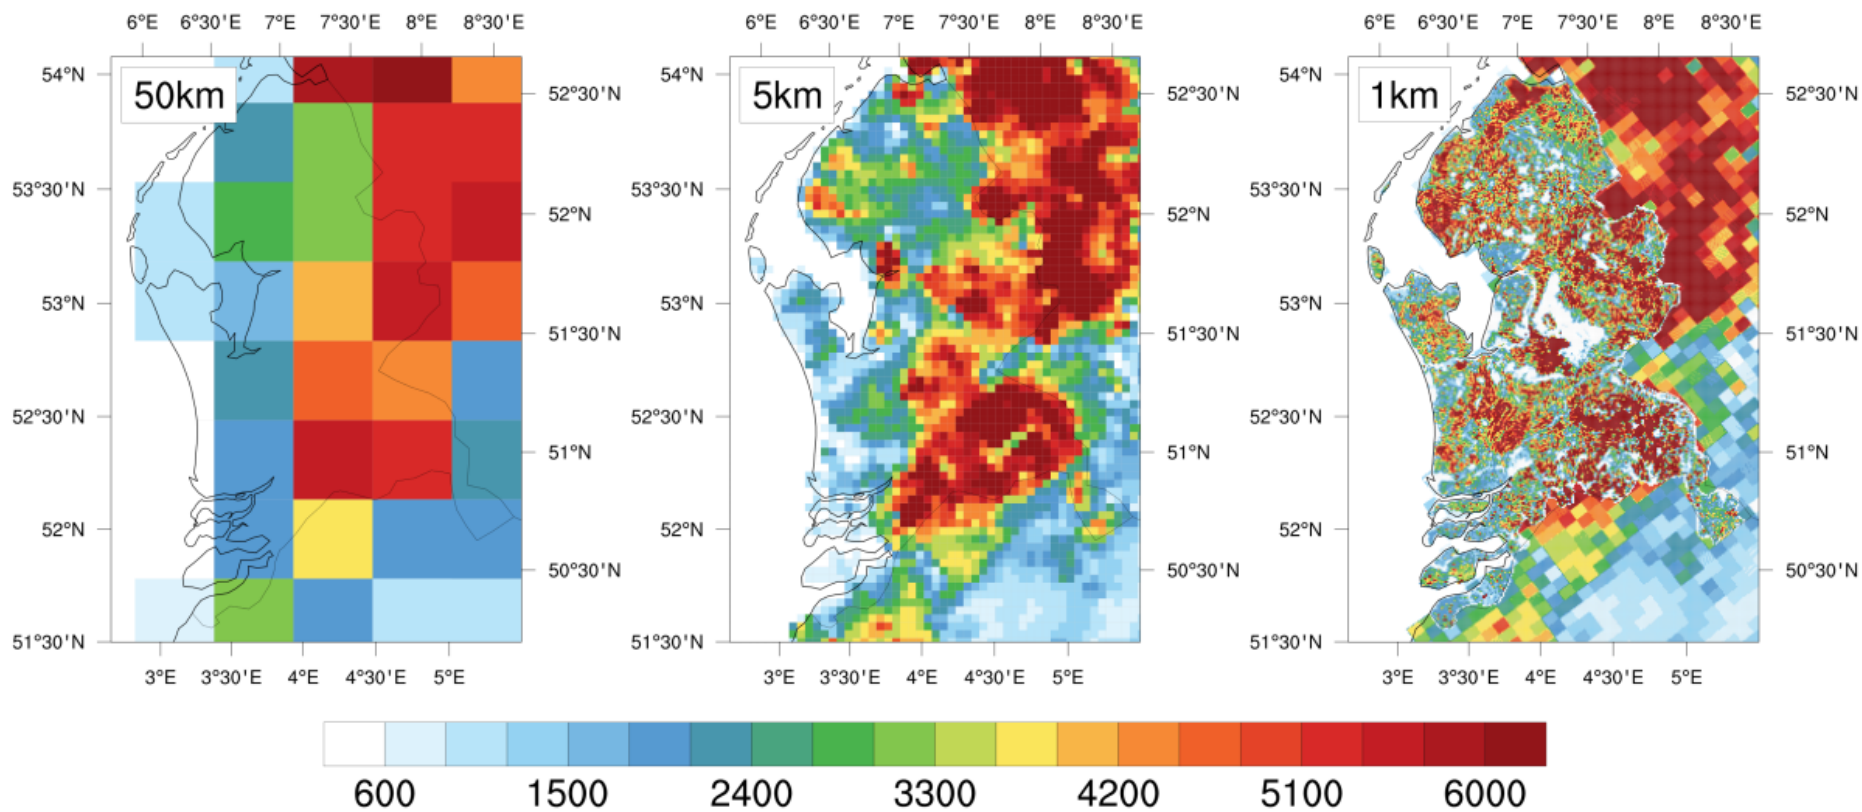 6°E 6°30'E 7°E 7°30'E 8°E 8°30'E
6°E 6°30'E 7°E 7°30'E 8°E 8°30'E
6°E 6°30'E 7°E 7°30'E 8°E 8°30'E
50km
5km
1km
54°N 52°30'N 54°N 52°30'N 54°N 52°30'N
53°30'N 52°N 53°30'N 52°N 53°30'N 52°N
53°N 51°30'N 53°N 51°30'N 53°N 51°30'N
52°30'N 51°N 52°30'N 51°N 52°30'N 51°N
52°N 50°30'N 52°N 50°30'N 52°N 50°30'N
51°30'N 51°30'N 51°30'N
3°E 3°30'E 4°E 4°30'E 5°E
3°E 3°30'E 4°E 4°30'E 5°E
3°E 3°30'E 4°E 4°30'E 5°E
600 1500 2400 3300 4200 5100 6000